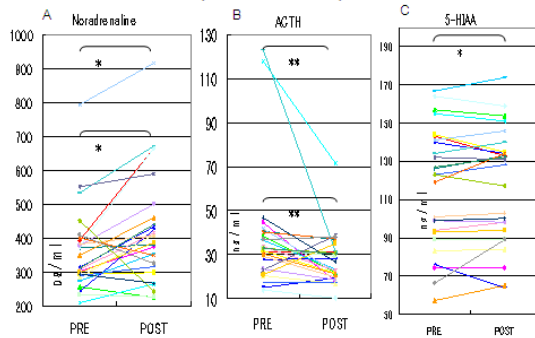 A
Noradrenaline
1000
900
800
700
600
500
400
300
200
*
*
pg/ml
PRE POST
B
ACTH
130
110
90
70
50
30
10
**
**
ng/ml
PRE POST
C
5-HIAA
190
170
150
130
110
90
70
50
*
ng/ml
PRE POST